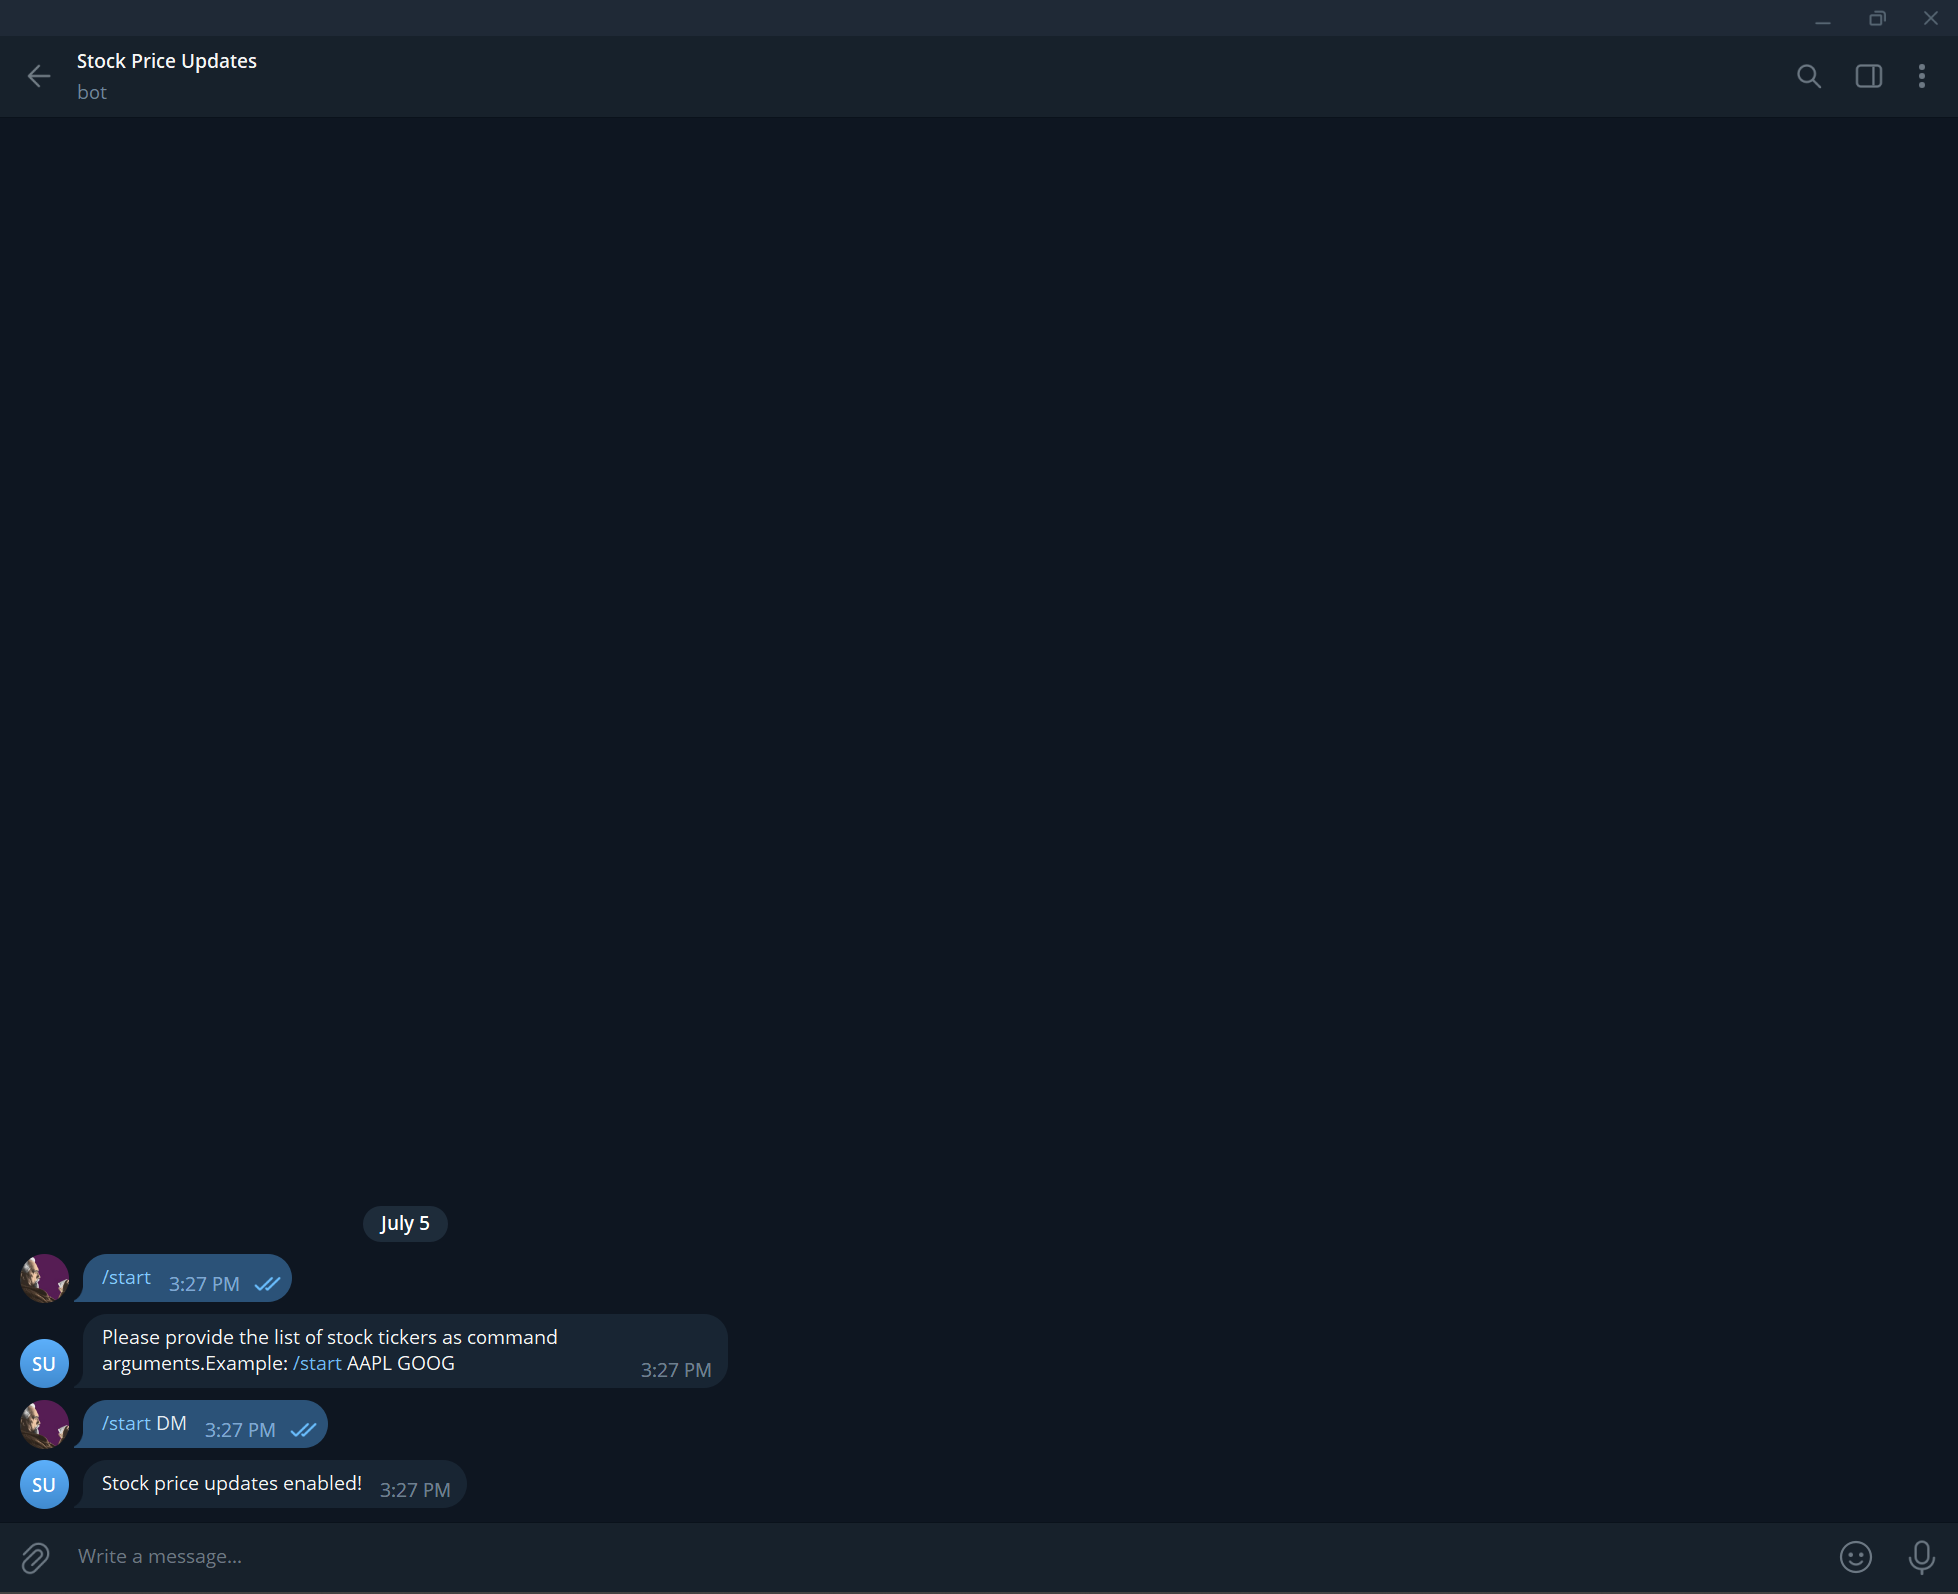 Stock Price Updates
bot
July 5
/start 3:27 PM
Please provide the list of stock tickers as command
arguments.Example: /start AAPL GOOG 3:27 PM
SU
/start DM 3:27 PM
SU Stock price updates enabled! 3:27 PM
Write a message...